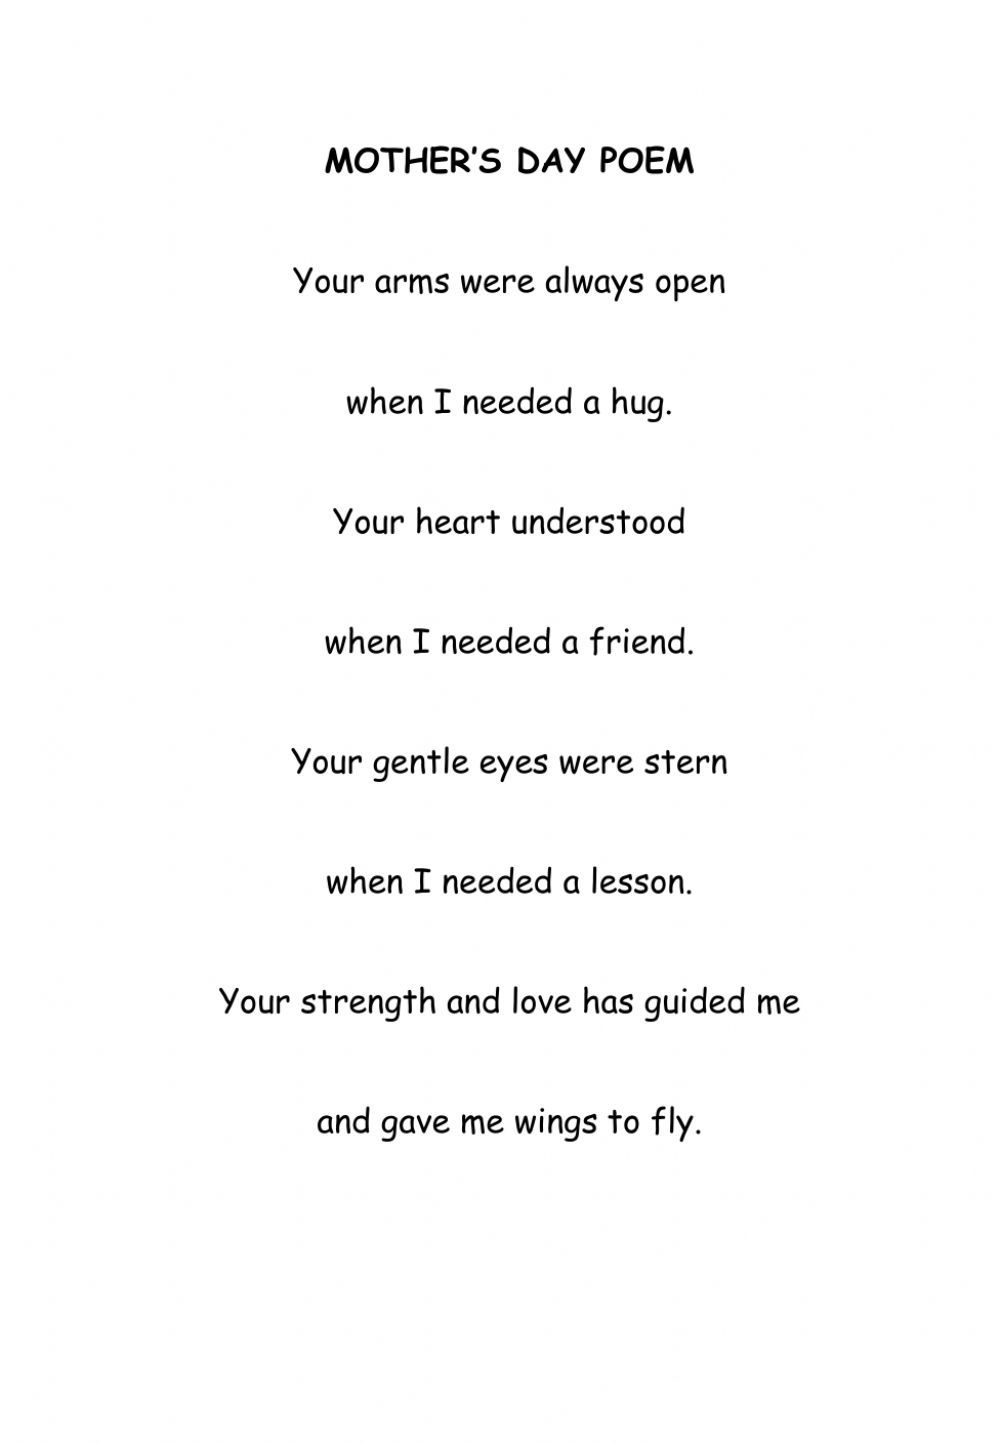 MOTHER'S DAY POEM
Your arms were always open
when I needed a hug.
Your heart understood
when I needed a friend.
Your gentle eyes were stern
when I needed a lesson.
Your strength and love has guided me
and gave me wings to fly.